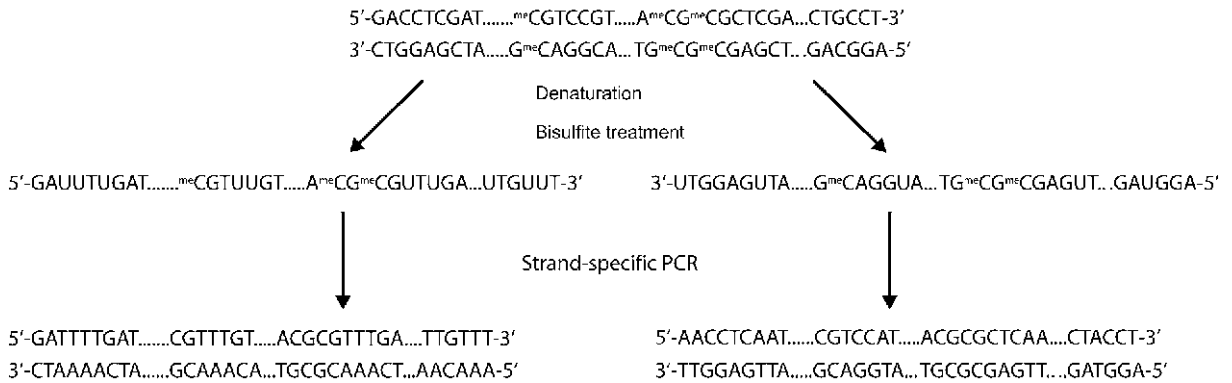 5'-GACCTCGAT.......meCGTCCGT.....AmeCGmeCGCTCGA...CTGCCT-3'
3'-CTGGAGCTA.....GmeCAGGCA...TGmeCGmeCGAGCT...GACGGA-5'
Denaturation
Bisulfite treatment
5'-GAUUTUGAT.......meCGTUUGT.....AmeCGmeCGUTUGA...UTGUUT-3' 3'-UTGGAGUTA.....GmeCAGGUA...TGmeCGmeCGAGUT...GAUGGA-5'
Strand-specific PCR
5'-GATTTTGAT.......CGTTTGT.....ACGCGTTTGA....TTGTTT-3' 5'-AACCTCAAT.......CGTCCAT.....ACGCGCTCAA....CTACCT-3'
3'-CTAAAACTA.......GCAAACA....TGCGCAAACT....AACAAA-5' 3'-TTGGAGTTA.......GCAGGTA....TGCGCGAGTT....GATGGA-5'